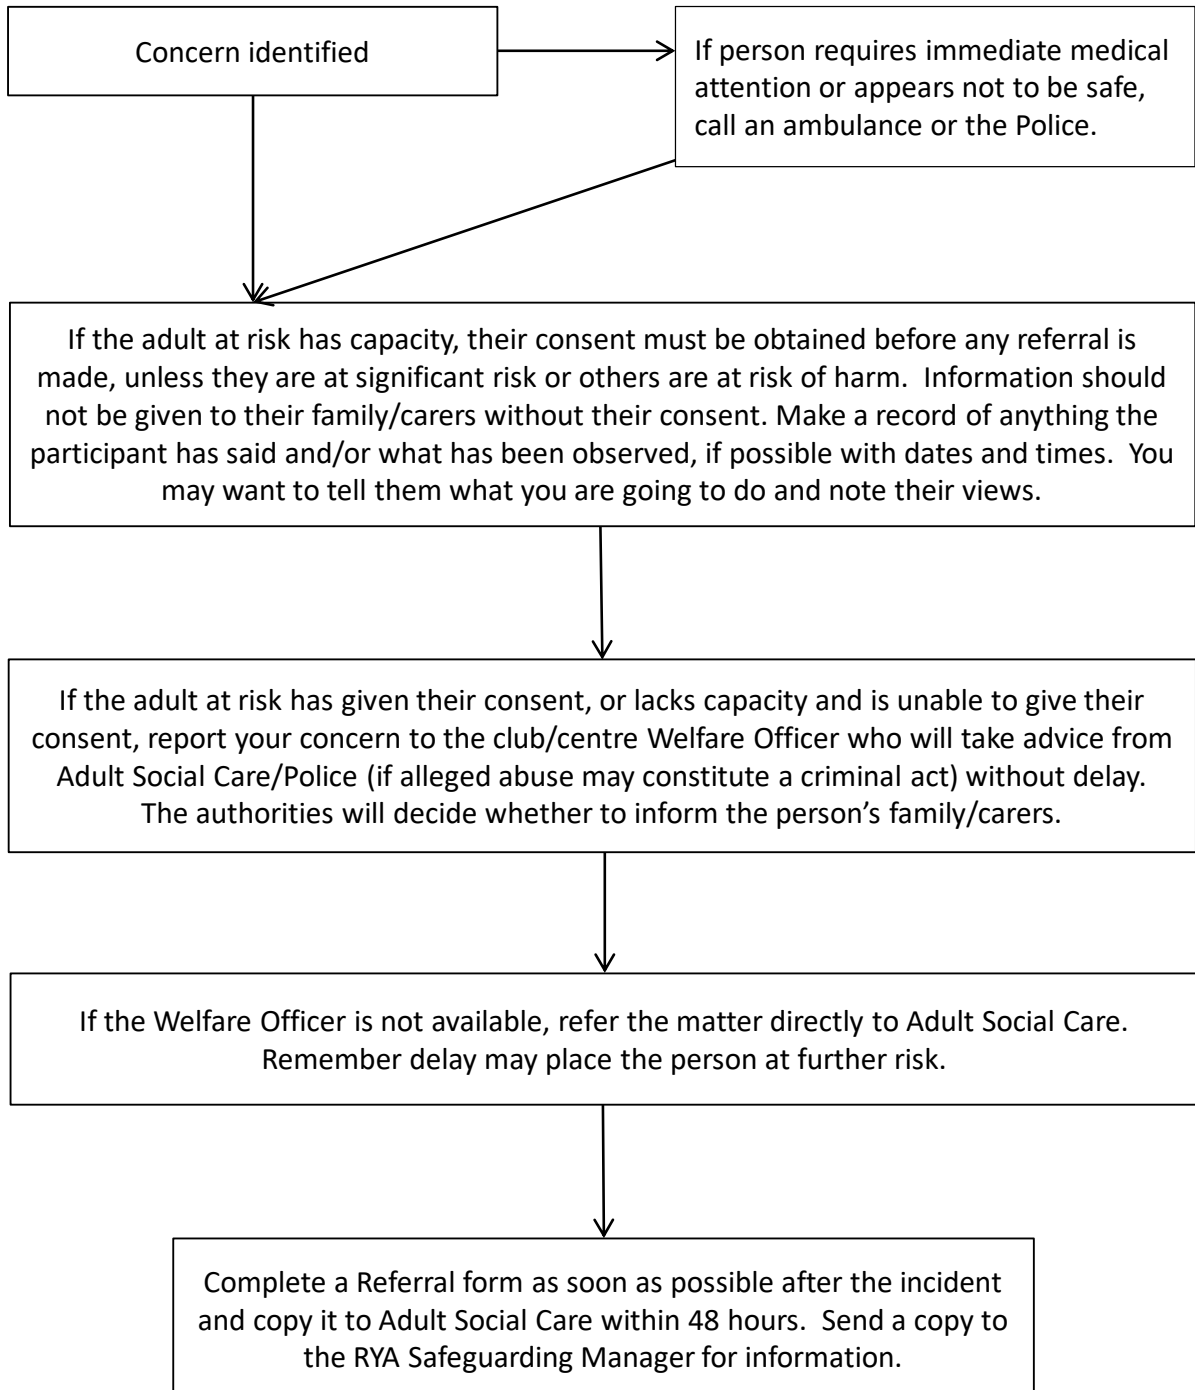 Concern identified
If person requires immediate medical
attention or appears not to be safe,
call an ambulance or the Police.
If the adult at risk has capacity, their consent must be obtained before any referral is
made, unless they are at significant risk or others are at risk of harm.  Information should
not be given to their family/carers without their consent. Make a record of anything the
participant has said and/or what has been observed, if possible with dates and times.  You
may want to tell them what you are going to do and note their views.
If the adult at risk has given their consent, or lacks capacity and is unable to give their
consent, report your concern to the club/centre Welfare Officer who will take advice from
Adult Social Care/Police (if alleged abuse may constitute a criminal act) without delay.
The authorities will decide whether to inform the person’s family/carers.
If the Welfare Officer is not available, refer the matter directly to Adult Social Care.
Remember delay may place the person at further risk.
Complete a Referral form as soon as possible after the incident
and copy it to Adult Social Care within 48 hours.  Send a copy to
the RYA Safeguarding Manager for information.